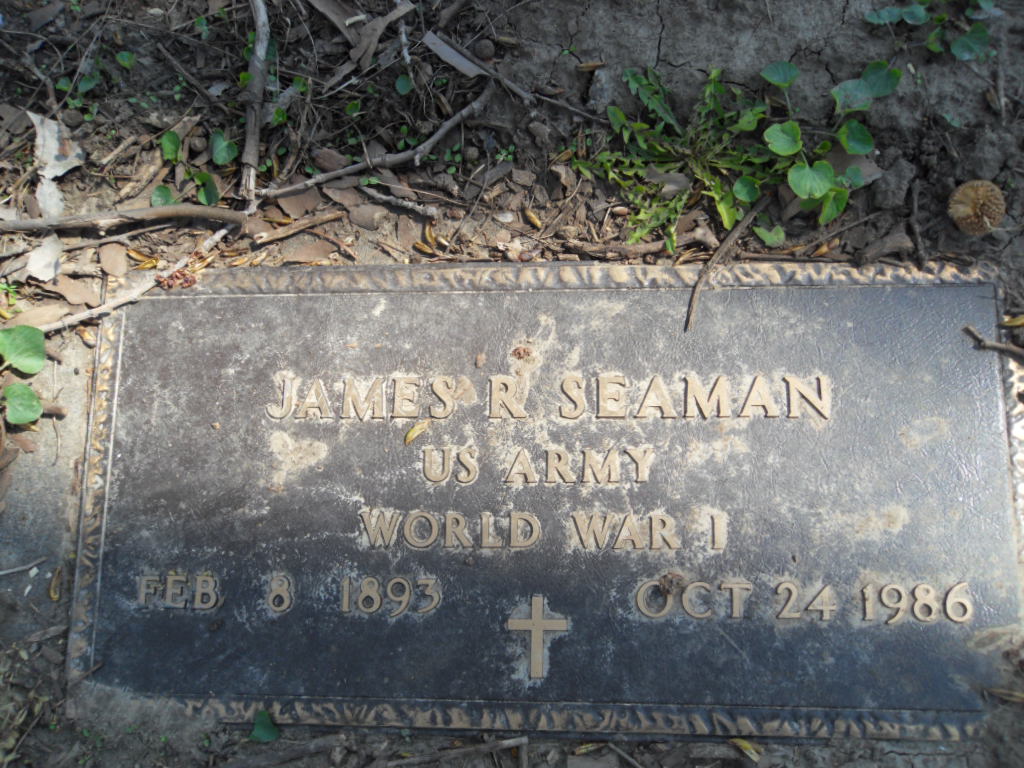 JAMES R SEAMAN
US ARMY
WORLD WAR I
FEB 8 1893 OCT 24 1986